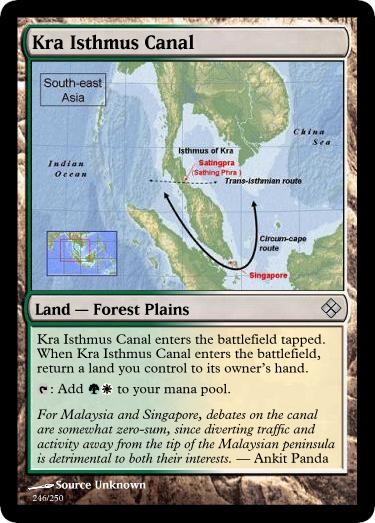 Kra Isthmus Canal
South-east
Asia
China
Sea
Isthmus of Kra
Satingpra
(Sathing Phra )
Indian
Ocean
Trans-isthmian route
Circum-cape
route
Singapore
Land — Forest Plains
Kra Isthmus Canal enters the battlefield tapped.
When Kra Isthmus Canal enters the battlefield,
return a land you control to its owner's hand.
: Add to your mana pool.
For Malaysia and Singapore, debates on the canal
are somewhat zero-sum, since diverting traffic and
activity away from the tip of the Malaysian peninsula
is detrimental to both their interests. — Ankit Panda
Source Unknown
246/250